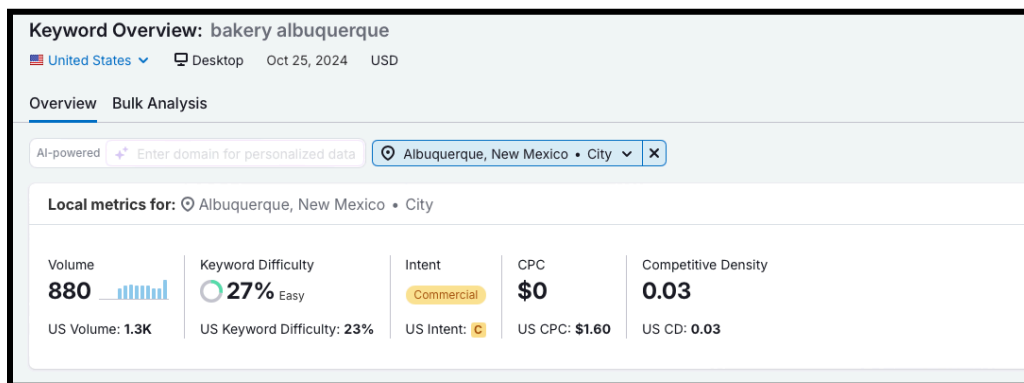 Keyword Overview: bakery albuquerque
United States Desktop Oct 25, 2024 USD
Overview Bulk Analysis
AI-powered Enter domain for personalized data Albuquerque, New Mexico • City
Local metrics for: Albuquerque, New Mexico • City
Volume Keyword Difficulty Intent CPC Competitive Density
880 27% Easy Commercial $0 0.03
US Volume: 1.3K US Keyword Difficulty: 23% US Intent: C US CPC: $1.60 US CD: 0.03